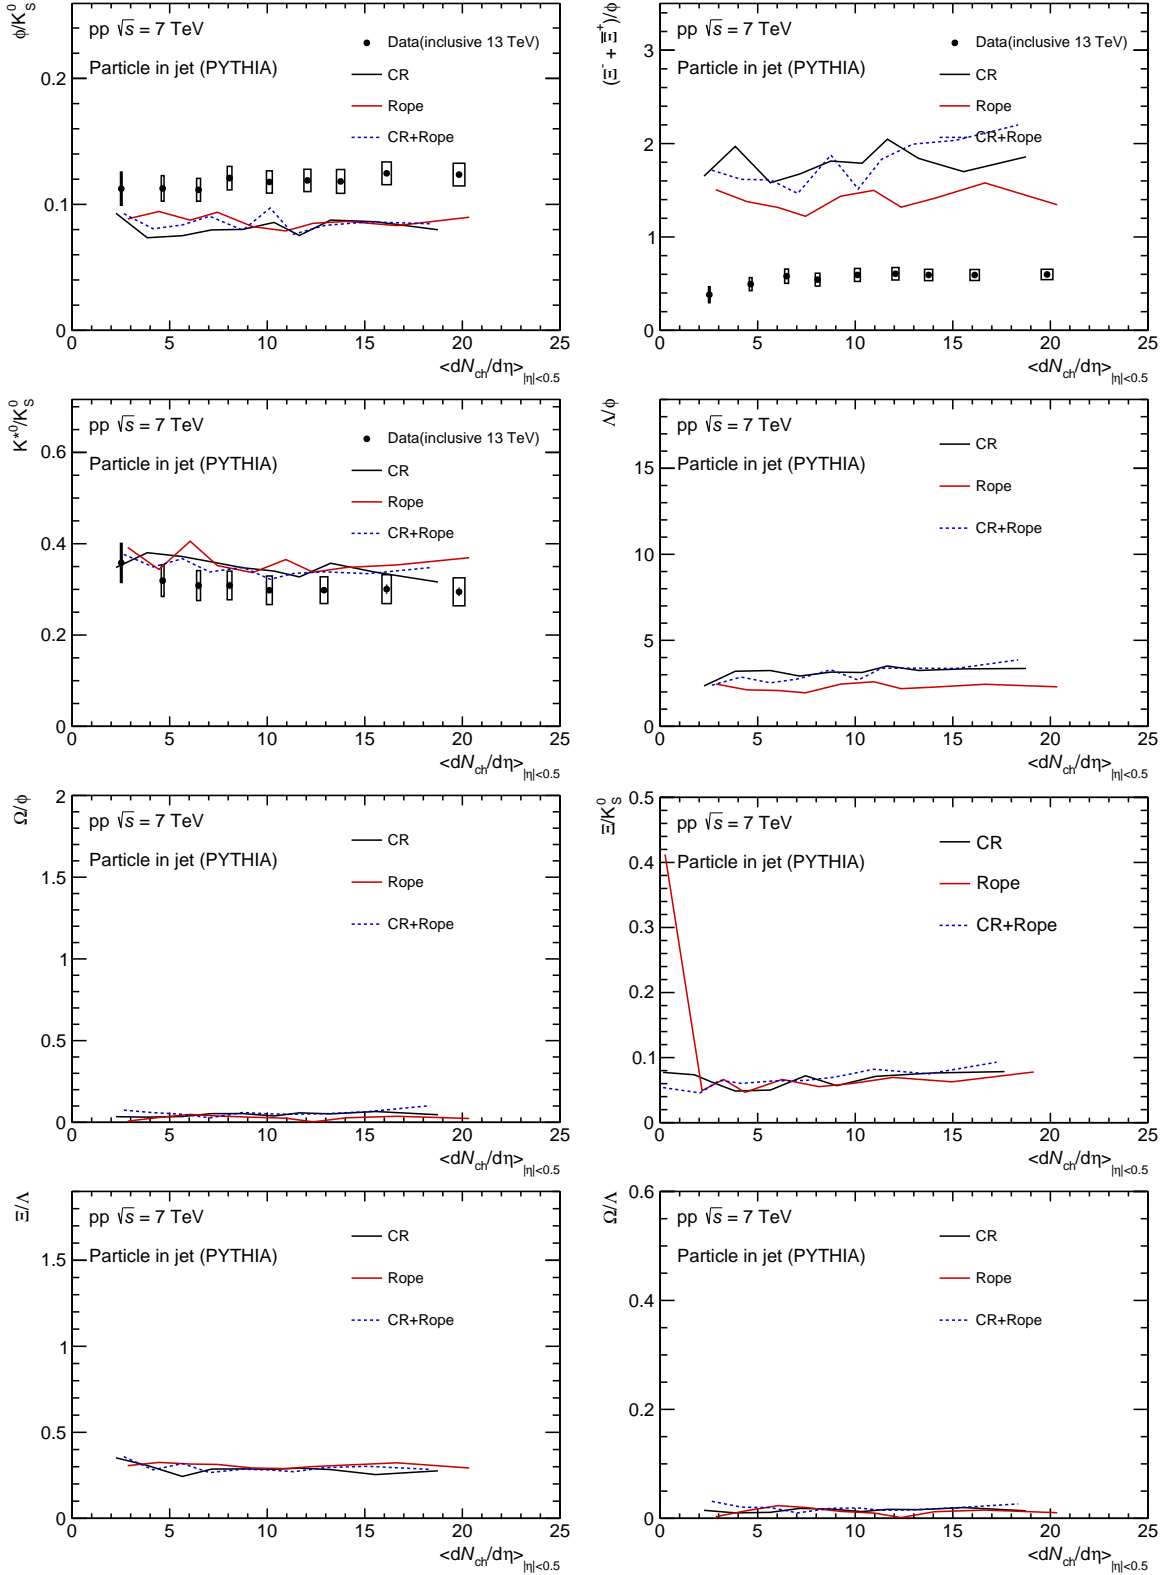 ϕ/K⁰_S
pp √s = 7 TeV
Particle in jet (PYTHIA)
Data(inclusive 13 TeV)
CR
Rope
CR+Rope
0.2
0.1
0
0 5 10 15 20 25
<dN_ch/dη>_|η|<0.5
(Ξ⁻ + Ξ̅⁺)/ϕ
pp √s = 7 TeV
Particle in jet (PYTHIA)
Data(inclusive 13 TeV)
CR
Rope
CR+Rope
3
2
1
0
0 5 10 15 20 25
<dN_ch/dη>_|η|<0.5
K*⁰/K⁰_S
pp √s = 7 TeV
Particle in jet (PYTHIA)
Data(inclusive 13 TeV)
CR
Rope
CR+Rope
0.6
0.4
0.2
0
0 5 10 15 20 25
<dN_ch/dη>_|η|<0.5
Λ/ϕ
pp √s = 7 TeV
Particle in jet (PYTHIA)
CR
Rope
CR+Rope
15
10
5
0
0 5 10 15 20 25
<dN_ch/dη>_|η|<0.5
Ω/ϕ
pp √s = 7 TeV
Particle in jet (PYTHIA)
CR
Rope
CR+Rope
2
1.5
1
0.5
0
0 5 10 15 20 25
<dN_ch/dη>_|η|<0.5
Ξ/K⁰_S
pp √s = 7 TeV
Particle in jet (PYTHIA)
CR
Rope
CR+Rope
0.5
0.4
0.3
0.2
0.1
0
0 5 10 15 20 25
<dN_ch/dη>_|η|<0.5
Ξ/Λ
pp √s = 7 TeV
Particle in jet (PYTHIA)
CR
Rope
CR+Rope
1.5
1
0.5
0
0 5 10 15 20 25
<dN_ch/dη>_|η|<0.5
Ω/Λ
pp √s = 7 TeV
Particle in jet (PYTHIA)
CR
Rope
CR+Rope
0.6
0.4
0.2
0
0 5 10 15 20 25
<dN_ch/dη>_|η|<0.5